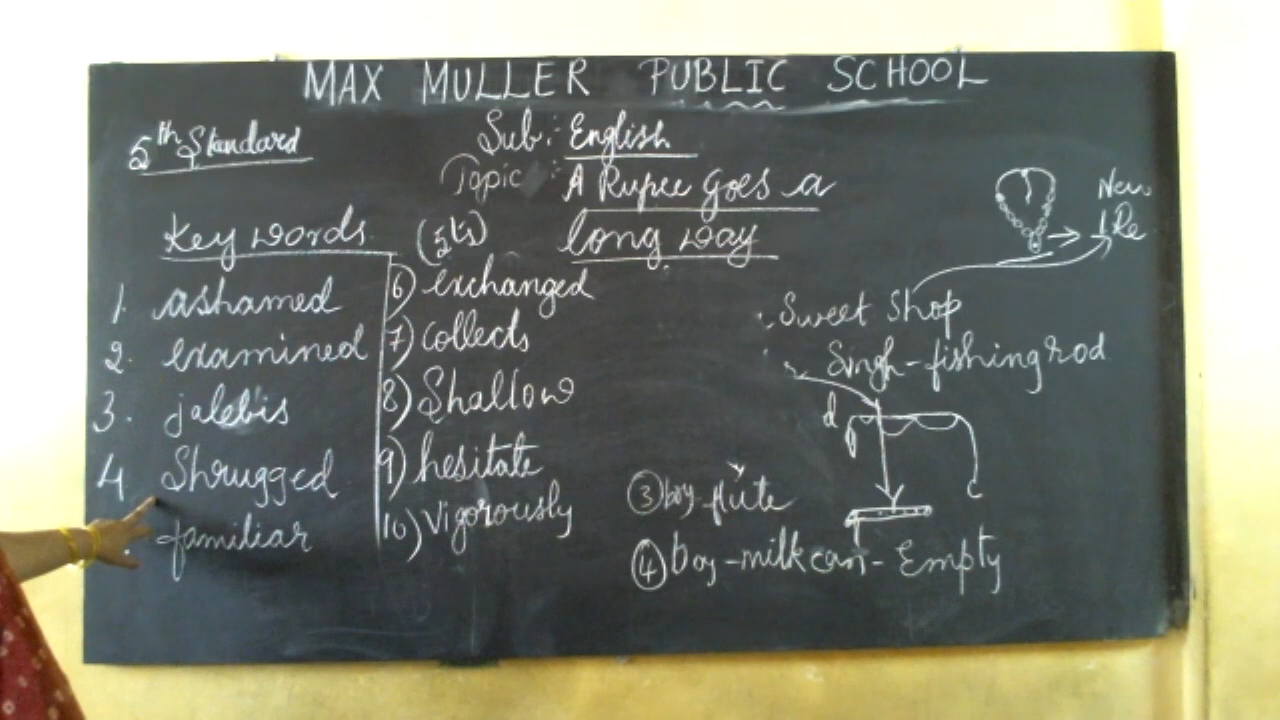 MAX MULLER PUBLIC SCHOOL
5th Standard
Sub: English
Topic: A Rupee Goes a
long way
Key words
1. ashamed
2. examined
3. jalebis
4 Shrugged
familiar
6) exchanged
7) collects
8) Shallow
9) hesitate
10) Vigorously
New
1 Re
Sweet Shop
Singh-fishing rod
③ boy flute
④ boy-milk can-Empty